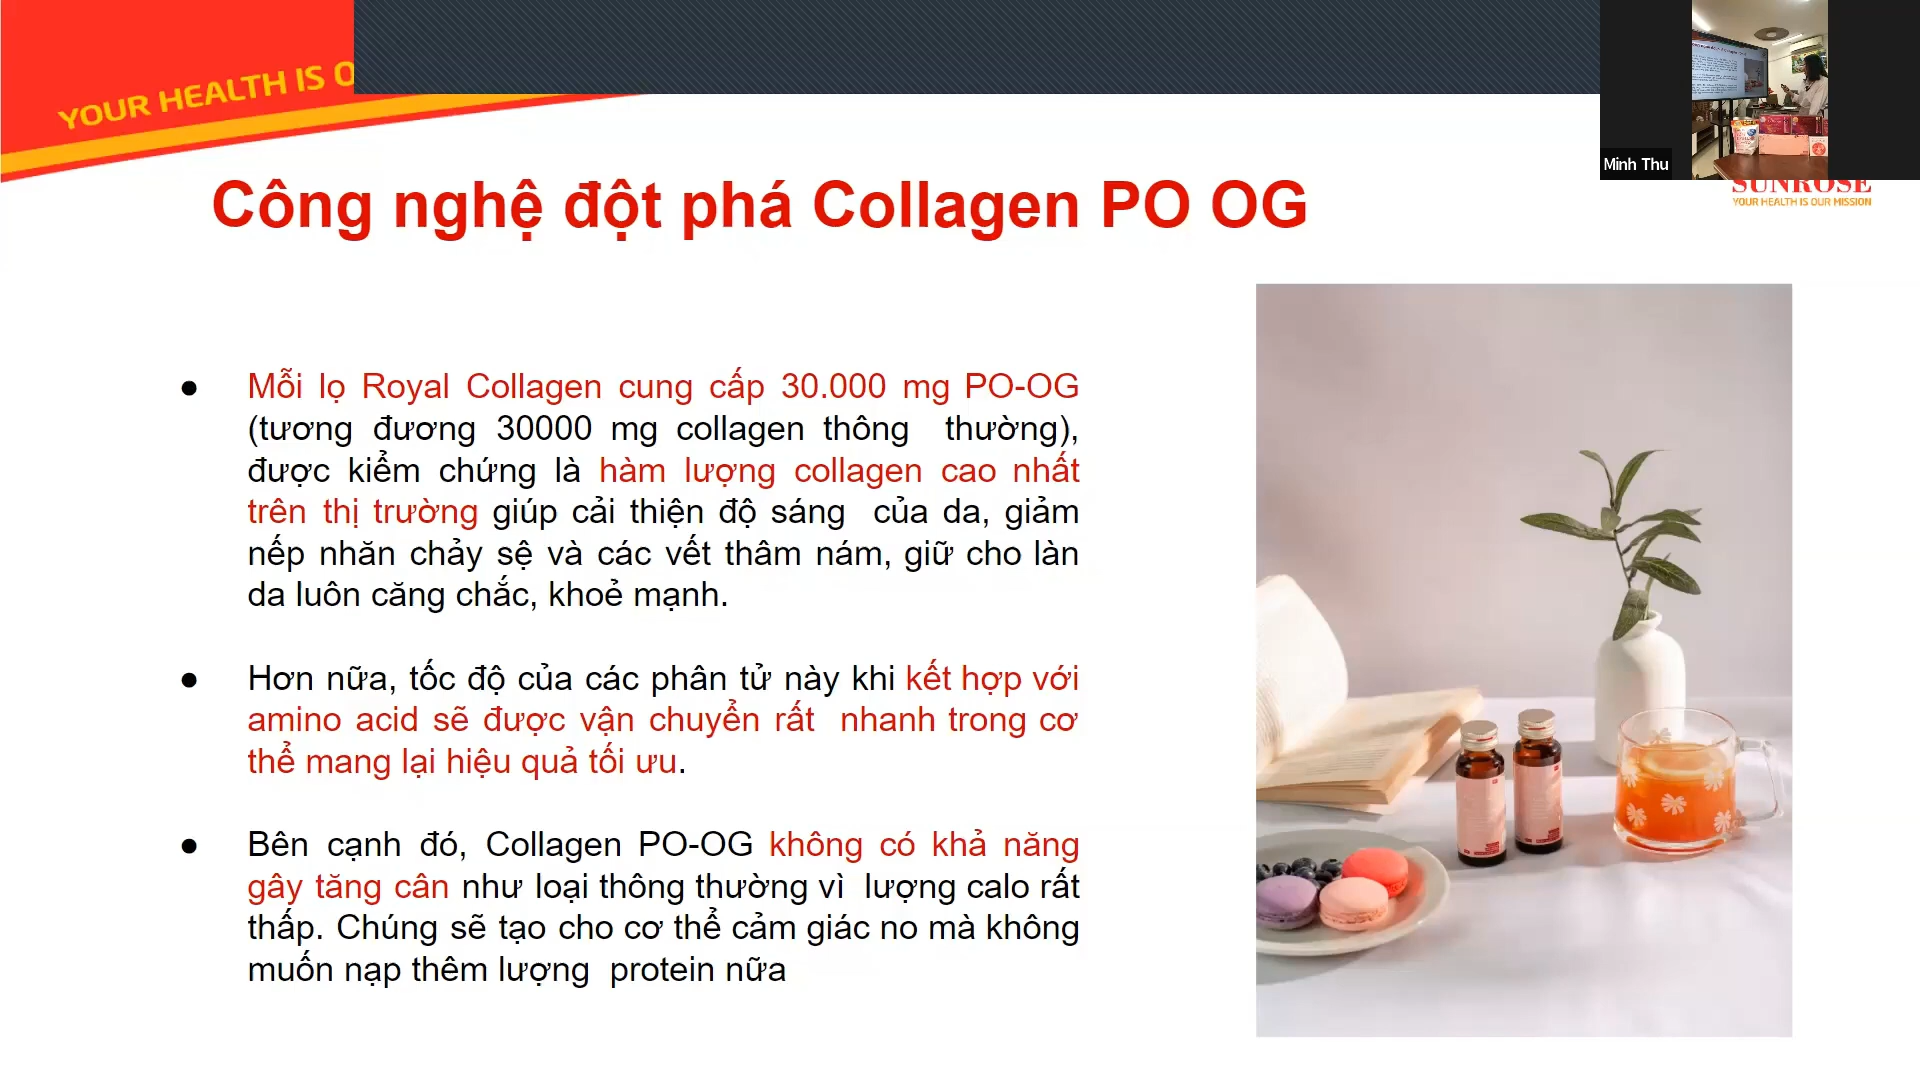 YOUR HEALTH IS O
Minh Thu
SUNROSE
YOUR HEALTH IS OUR MISSION
Công nghệ đột phá Collagen PO OG
● Mỗi lọ Royal Collagen cung cấp 30.000 mg PO-OG
(tương đương 30000 mg collagen thông thường),
được kiểm chứng là hàm lượng collagen cao nhất
trên thị trường giúp cải thiện độ sáng của da, giảm
nếp nhăn chảy sệ và các vết thâm nám, giữ cho làn
da luôn căng chắc, khoẻ mạnh.
● Hơn nữa, tốc độ của các phân tử này khi kết hợp với
amino acid sẽ được vận chuyển rất nhanh trong cơ
thể mang lại hiệu quả tối ưu.
● Bên cạnh đó, Collagen PO-OG không có khả năng
gây tăng cân như loại thông thường vì lượng calo rất
thấp. Chúng sẽ tạo cho cơ thể cảm giác no mà không
muốn nạp thêm lượng protein nữa